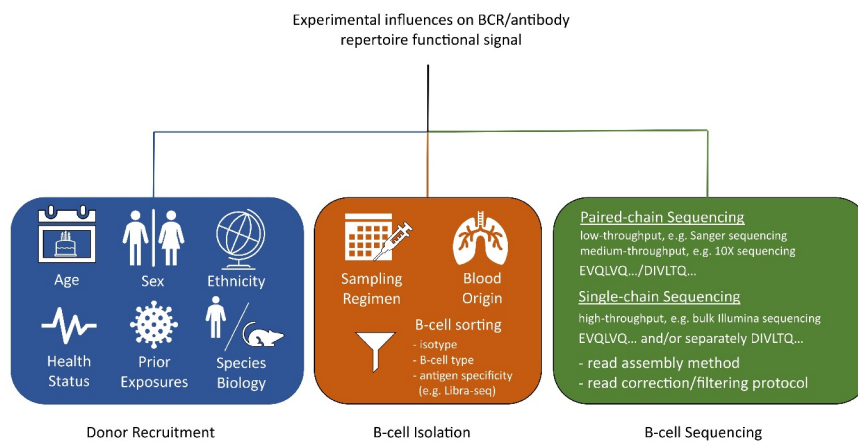 Experimental influences on BCR/antibody
repertoire functional signal
Age
Sex
Ethnicity
Health
Status
Prior
Exposures
Species
Biology
Donor Recruitment
Sampling
Regimen
Blood
Origin
B-cell sorting
- isotype
- B-cell type
- antigen specificity
(e.g. Libra-seq)
B-cell Isolation
Paired-chain Sequencing
low-throughput, e.g. Sanger sequencing
medium-throughput, e.g. 10X sequencing
EVQLVQ.../DIVLTQ...
Single-chain Sequencing
high-throughput, e.g. bulk Illumina sequencing
EVQLVQ... and/or separately DIVLTQ...
- read assembly method
- read correction/filtering protocol
B-cell Sequencing